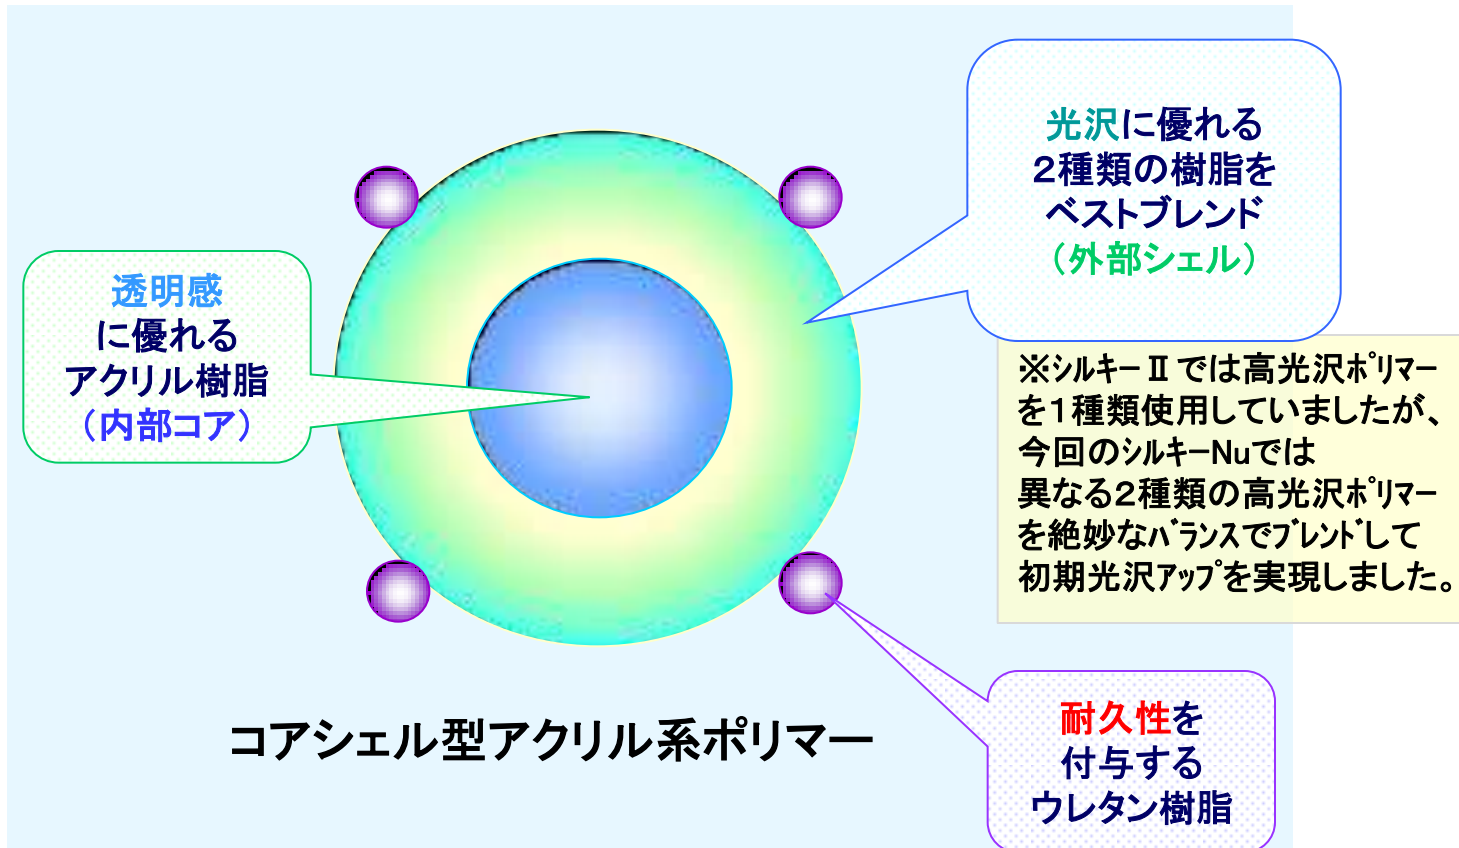 光沢に優れる
２種類の樹脂を
ベストブレンド
（外部シェル）
透明感
に優れる
アクリル樹脂
（内部コア）
※ｼﾙｷｰⅡでは高光沢ﾎﾟﾘﾏｰ
を１種類使用していましたが、
今回のｼﾙｷｰNuでは
異なる２種類の高光沢ﾎﾟﾘﾏｰ
を絶妙なﾊﾞﾗﾝｽでﾌﾞﾚﾝﾄﾞして
初期光沢ｱｯﾌﾟを実現しました。
耐久性を
付与する
ウレタン樹脂
コアシェル型アクリル系ポリマー